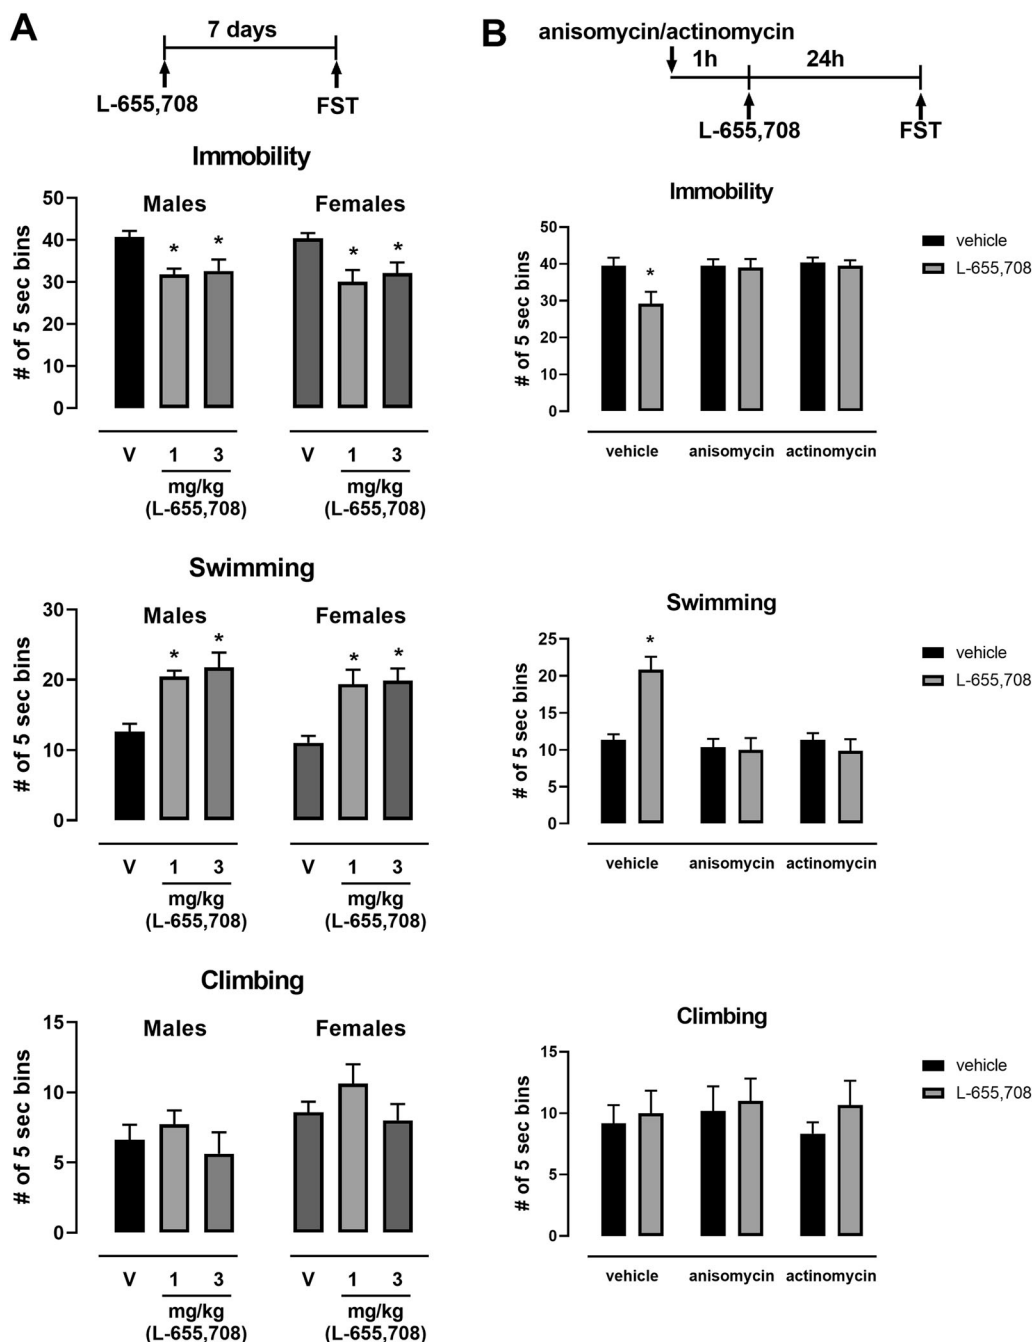 A
7 days
L-655,708
FST
Immobility
Males
Females
# of 5 sec bins
50
40
30
20
10
0
*
*
*
*
V
1
3
V
1
3
mg/kg
(L-655,708)
mg/kg
(L-655,708)
Swimming
Males
Females
# of 5 sec bins
30
20
10
0
*
*
*
*
V
1
3
V
1
3
mg/kg
(L-655,708)
mg/kg
(L-655,708)
Climbing
Males
Females
# of 5 sec bins
15
10
5
0
V
1
3
V
1
3
mg/kg
(L-655,708)
mg/kg
(L-655,708)
B
anisomycin/actinomycin
1h
24h
L-655,708
FST
Immobility
# of 5 sec bins
50
40
30
20
10
0
*
vehicle
anisomycin
actinomycin
vehicle
L-655,708
Swimming
# of 5 sec bins
25
20
15
10
5
0
*
vehicle
anisomycin
actinomycin
vehicle
L-655,708
Climbing
# of 5 sec bins
15
10
5
0
vehicle
anisomycin
actinomycin
vehicle
L-655,708